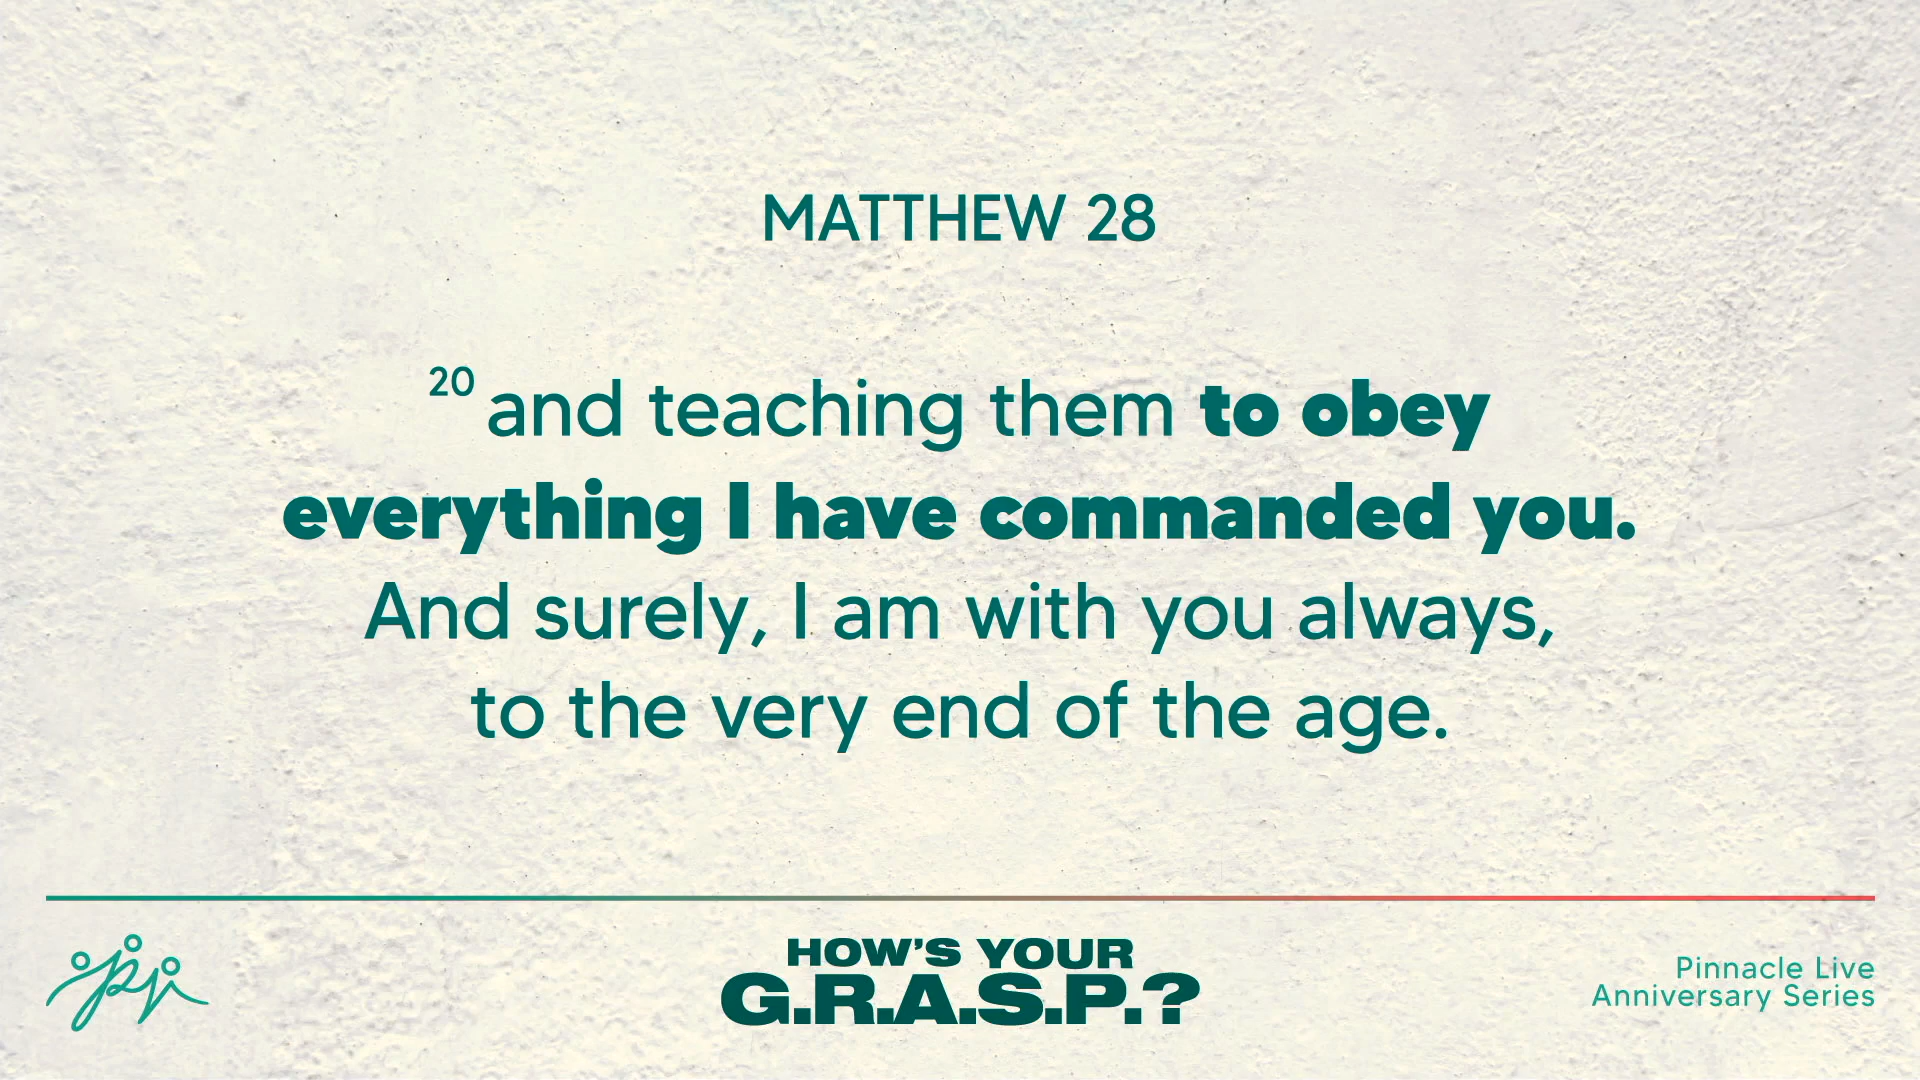 MATTHEW 28
20 and teaching them to obey
everything I have commanded you.
And surely, I am with you always,
to the very end of the age.
HOW'S YOUR
G.R.A.S.P.?
Pinnacle Live
Anniversary Series